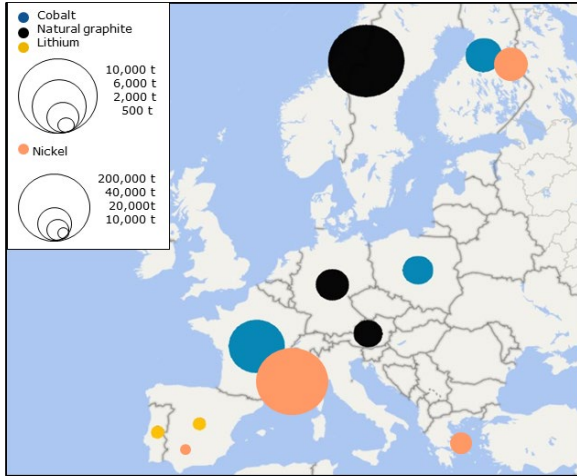 Cobalt
Natural graphite
Lithium
10,000 t
6,000 t
2,000 t
500 t
Nickel
200,000 t
40,000 t
20,000t
10,000 t